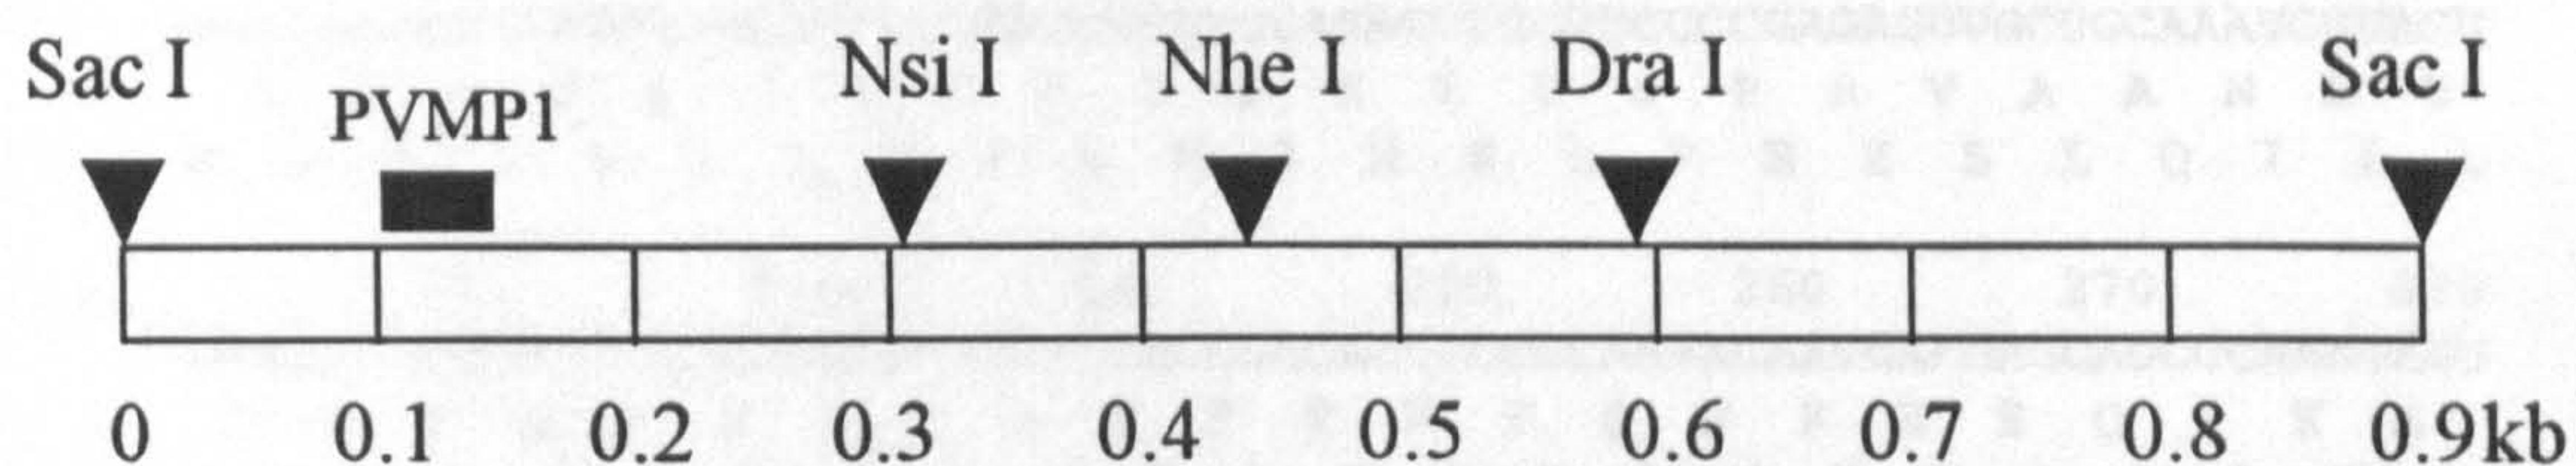 Sac I Nsi I Nhe I Dra I Sac I
PVMP1
0 0.1 0.2 0.3 0.4 0.5 0.6 0.7 0.8 0.9kb